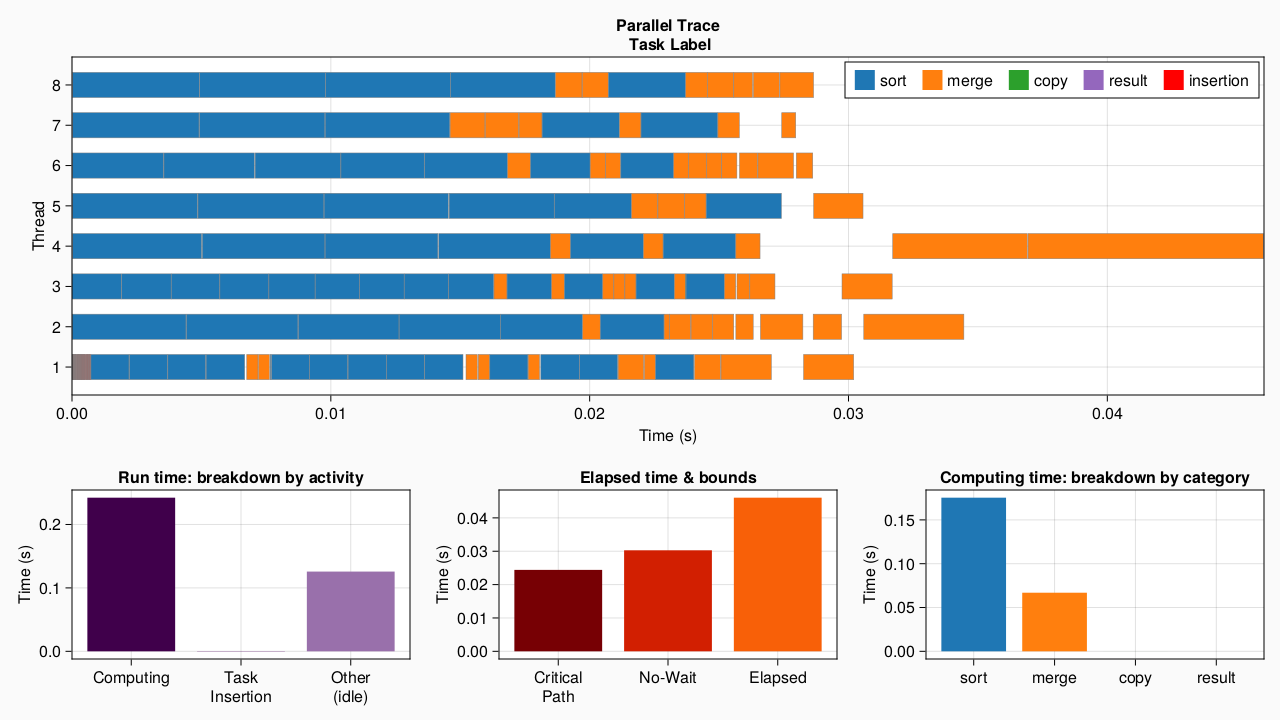 Parallel Trace
Task Label
sort merge copy result insertion
Thread
8
7
6
5
4
3
2
1
0.00 0.01 0.02 0.03 0.04
Time (s)
Run time: breakdown by activity
Time (s)
0.2
0.1
0.0
Computing Task Insertion Other (idle)
Elapsed time & bounds
Time (s)
0.04
0.03
0.02
0.01
0.00
Critical Path No-Wait Elapsed
Computing time: breakdown by category
Time (s)
0.15
0.10
0.05
0.00
sort merge copy result